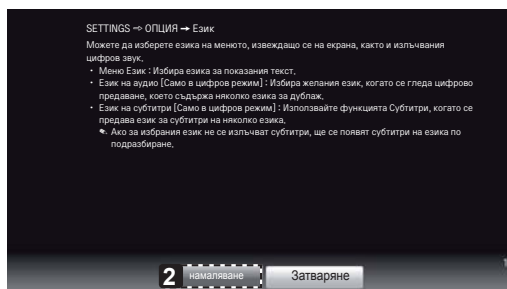 SETTINGS ⇨ ОПЦИЯ ➞ Език
Можете да изберете езика на менюто, извеждащо се на екрана, както и излъчвания
цифров звук.
• Меню Език : Избира езика за показания текст.
• Език на аудио [Само в цифров режим] : Избира желания език, когато се гледа цифрово
предаване, което съдържа няколко езика за дублаж.
• Език на субтитри [Само в цифров режим] : Използвайте функцията Субтитри, когато се
предава език за субтитри на няколко езика.
✎ Ако за избрания език не се излъчват субтитри, ще се появят субтитри на езика по
подразбиране.
2 намаляване Затваряне